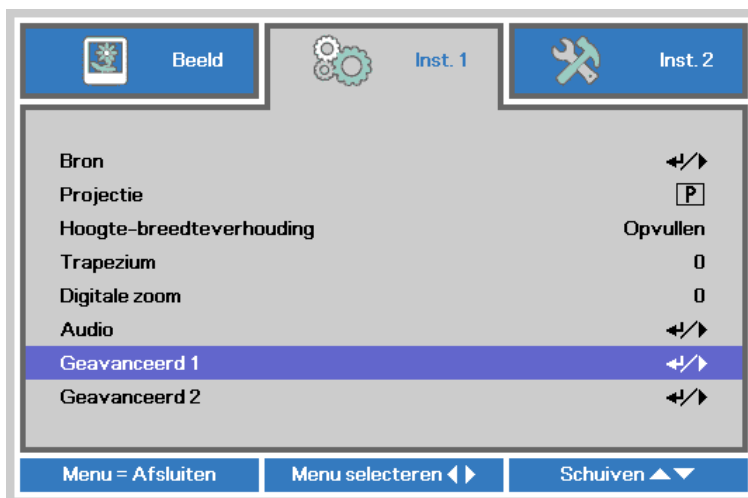 Beeld Inst. 1 Inst. 2
Bron ↵/▶
Projectie P
Hoogte-breedteverhouding Opvullen
Trapezium 0
Digitale zoom 0
Audio ↵/▶
Geavanceerd 1 ↵/▶
Geavanceerd 2 ↵/▶
Menu = Afsluiten Menu selecteren ◀▶ Schuiven ▲▼